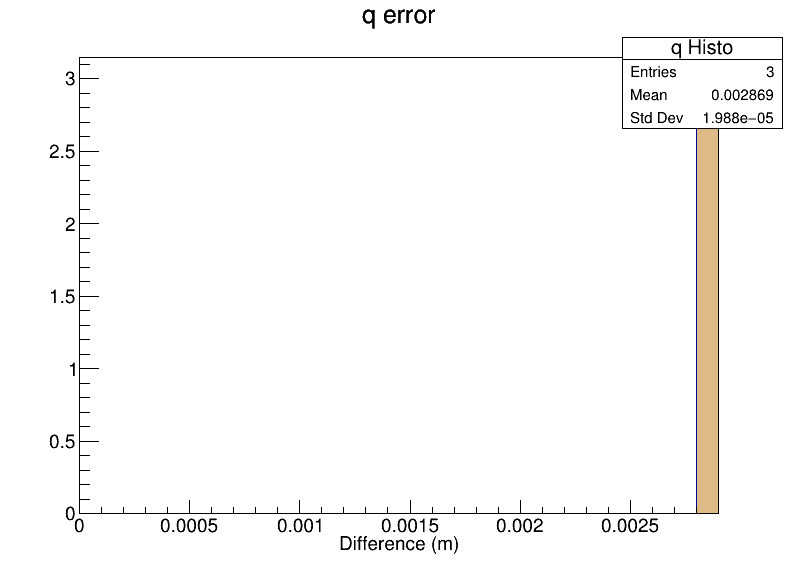 q error
q Histo
Entries 3
Mean 0.002869
Std Dev 1.988e−05
3
2.5
2
1.5
1
0.5
0
0 0.0005 0.001 0.0015 0.002 0.0025
Difference (m)